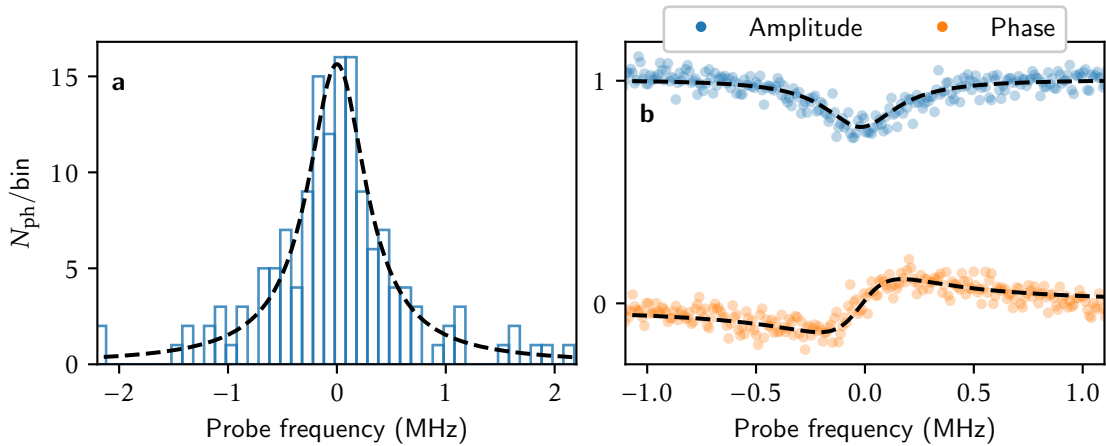 Amplitude Phase
a
b
15
10
5
0
N_ph/bin
−2 −1 0 1 2
Probe frequency (MHz)
1
0
−1.0 −0.5 0.0 0.5 1.0
Probe frequency (MHz)